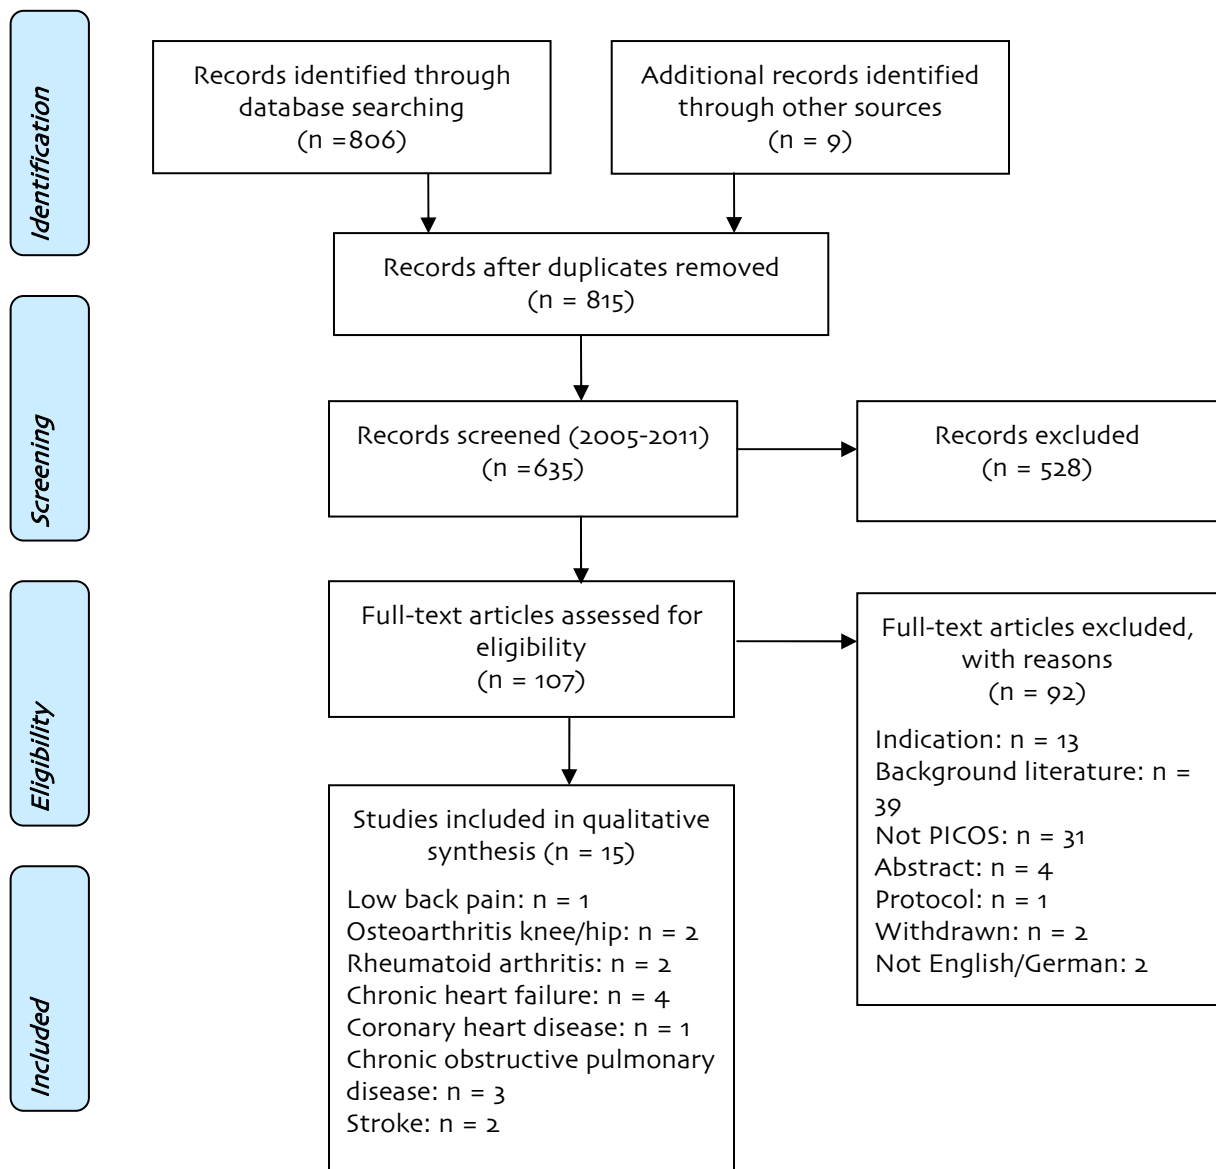 Identification
Records identified through
database searching
(n =806)
Additional records identified
through other sources
(n = 9)
Records after duplicates removed
(n = 815)
Screening
Records screened (2005-2011)
(n =635)
Records excluded
(n = 528)
Eligibility
Full-text articles assessed for
eligibility
(n = 107)
Full-text articles excluded,
with reasons
(n = 92)
Indication: n = 13
Background literature: n =
39
Not PICOS: n = 31
Abstract: n = 4
Protocol: n = 1
Withdrawn: n = 2
Not English/German: 2
Included
Studies included in qualitative
synthesis (n = 15)
Low back pain: n = 1
Osteoarthritis knee/hip: n = 2
Rheumatoid arthritis: n = 2
Chronic heart failure: n = 4
Coronary heart disease: n = 1
Chronic obstructive pulmonary
disease: n = 3
Stroke: n = 2